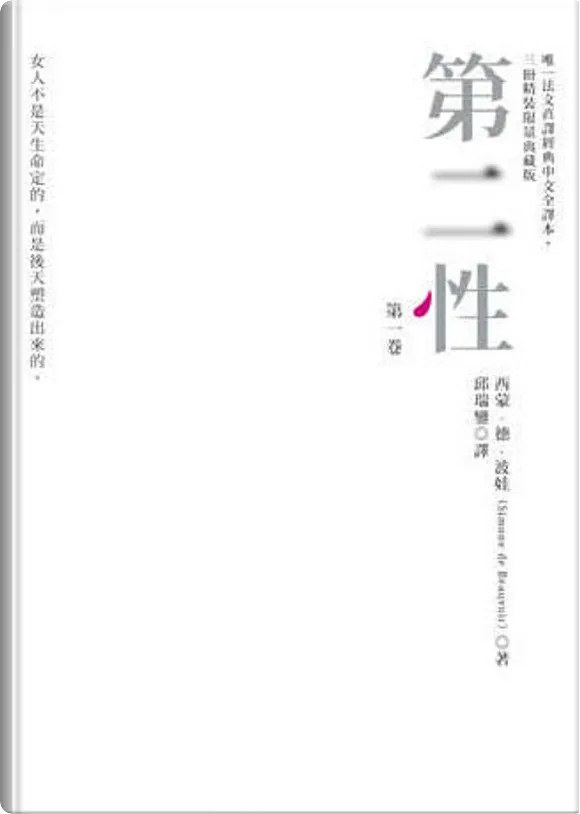 唯一法文直譯經典中文全譯本，
三冊精裝限量典藏版
第二性
第一卷
西蒙．德．波娃（Simone de Beauvoir）◎著
邱瑞鑾◎譯
女人不是天生命定的，而是後天塑造出來的。